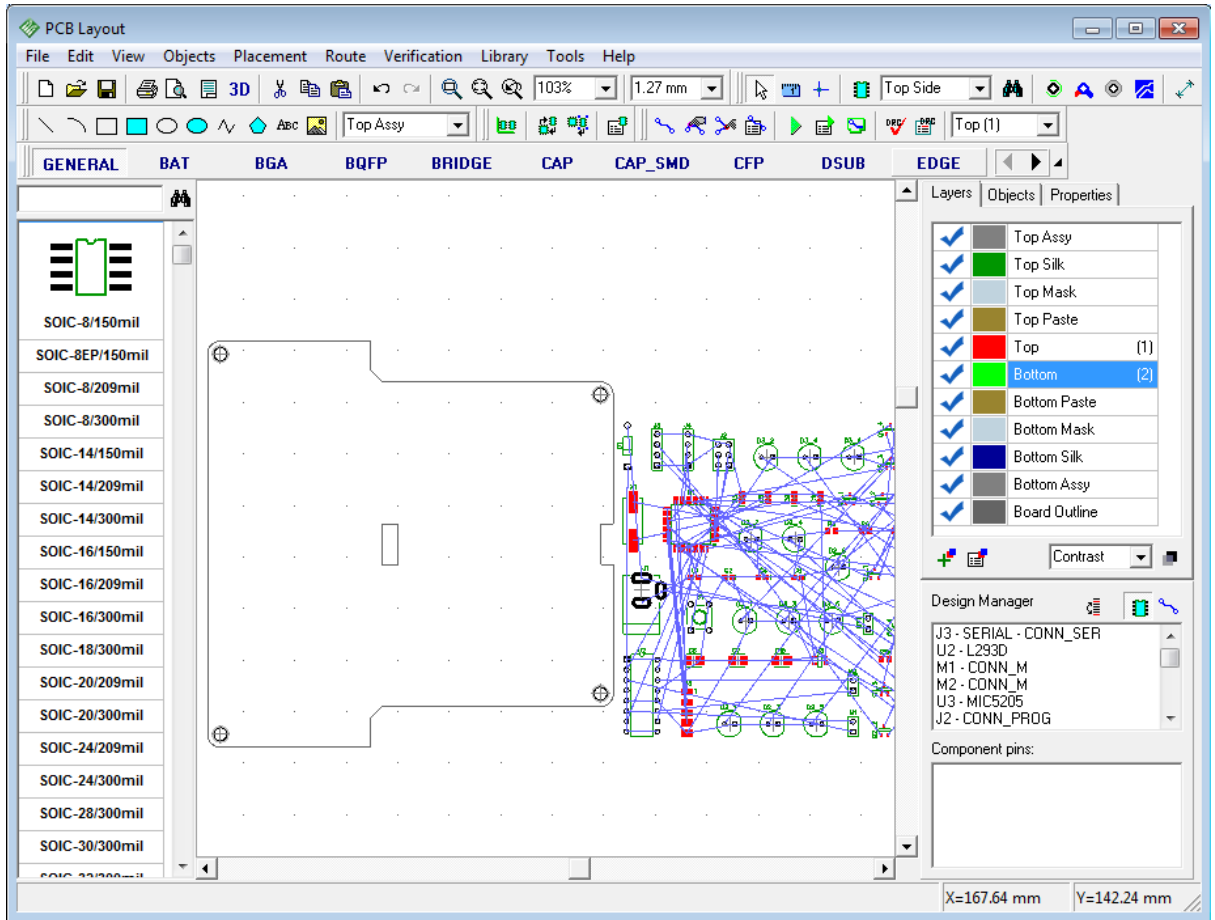 PCB Layout
File Edit View Objects Placement Route Verification Library Tools Help
3D 103% 1.27 mm Top Side
ABC Top Assy DRC DRC Top (1)
GENERAL BAT BGA BQFP BRIDGE CAP CAP_SMD CFP DSUB EDGE
SOIC-8/150mil
SOIC-8EP/150mil
SOIC-8/209mil
SOIC-8/300mil
SOIC-14/150mil
SOIC-14/209mil
SOIC-14/300mil
SOIC-16/150mil
SOIC-16/209mil
SOIC-16/300mil
SOIC-18/300mil
SOIC-20/209mil
SOIC-20/300mil
SOIC-24/209mil
SOIC-24/300mil
SOIC-28/300mil
SOIC-30/300mil
Layers Objects Properties
Top Assy
Top Silk
Top Mask
Top Paste
Top (1)
Bottom (2)
Bottom Paste
Bottom Mask
Bottom Silk
Bottom Assy
Board Outline
Contrast
Design Manager
J3 - SERIAL - CONN_SER
U2 - L293D
M1 - CONN_M
M2 - CONN_M
U3 - MIC5205
J2 - CONN_PROG
Component pins:
X=167.64 mm Y=142.24 mm